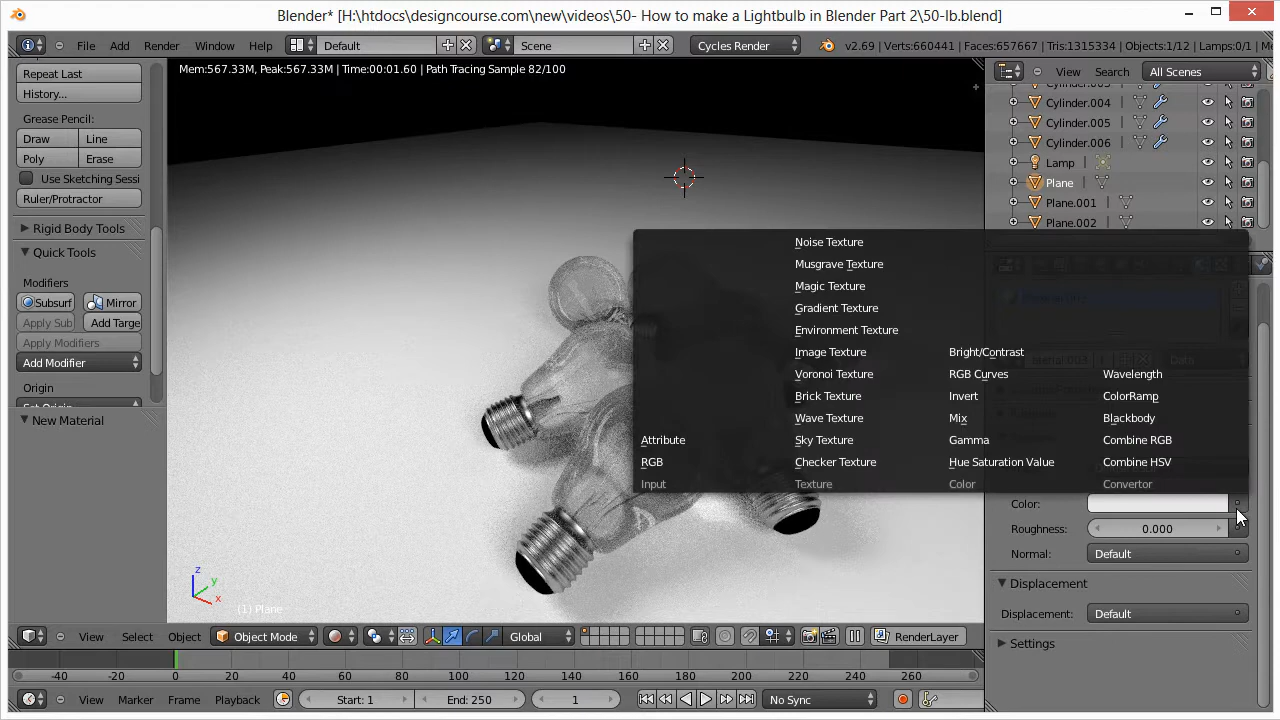 Blender* [H:\htdocs\designcourse.com\new\videos\50- How to make a Lightbulb in Blender Part 2\50-lb.blend]
File Add Render Window Help Default Scene Cycles Render v2.69 | Verts:660441 | Faces:657667 | Tris:1315334 | Objects:1/12 | Lamps:0/1 | Me
Repeat Last
History...
Grease Pencil:
Draw Line
Poly Erase
Use Sketching Sessi
Ruler/Protractor
Rigid Body Tools
Quick Tools
Modifiers
Subsurf Mirror
Apply Sub Add Targe
Apply Modifiers
Add Modifier
Origin
Set Origin
New Material
Mem:567.33M, Peak:567.33M | Time:00:01.60 | Path Tracing Sample 82/100
(1) Plane
z
y
x
View Search All Scenes
Cylinder.003
Cylinder.004
Cylinder.005
Cylinder.006
Lamp
Plane
Plane.001
Plane.002
Data
Noise Texture
Musgrave Texture
Magic Texture
Gradient Texture
Environment Texture
Image Texture Bright/Contrast
Voronoi Texture RGB Curves Wavelength
Brick Texture Invert ColorRamp
Wave Texture Mix Blackbody
Attribute Sky Texture Gamma Combine RGB
RGB Checker Texture Hue Saturation Value Combine HSV
Input Texture Color Convertor
Color:
Roughness: 0.000
Normal: Default
Displacement
Displacement: Default
Settings
View Select Object Object Mode Global RenderLayer
-40 -20 0 20 40 60 80 100 120 140 160 180 200 220 240 260
View Marker Frame Playback Start: 1 End: 250 1 No Sync